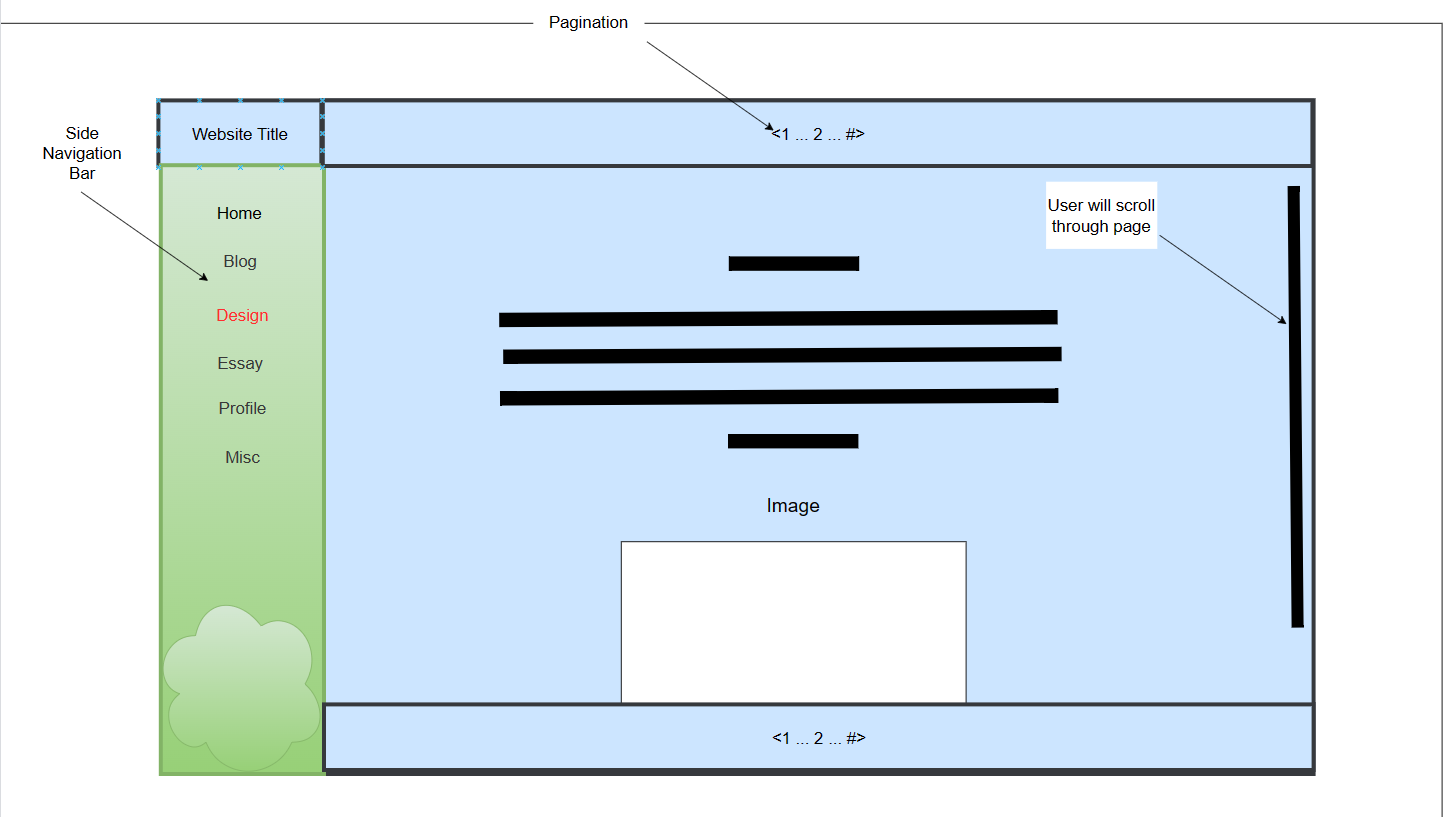 Pagination
Website Title
<1 ... 2 ... #>
Side
Navigation
Bar
Home
Blog
Design
Essay
Profile
Misc
User will scroll
through page
Image
<1 ... 2 ... #>